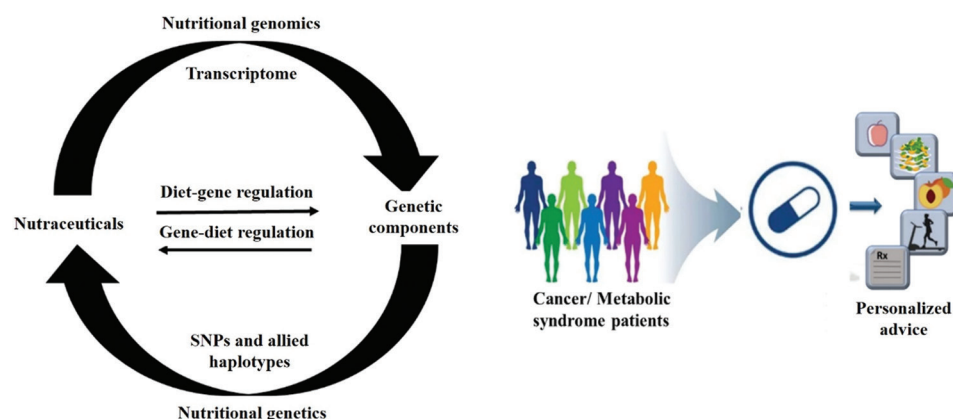 Nutritional genomics
Transcriptome
Diet-gene regulation
Nutraceuticals
Gene-diet regulation
Genetic
components
SNPs and allied
haplotypes
Nutritional genetics
Cancer/ Metabolic
syndrome patients
Rx
Personalized
advice